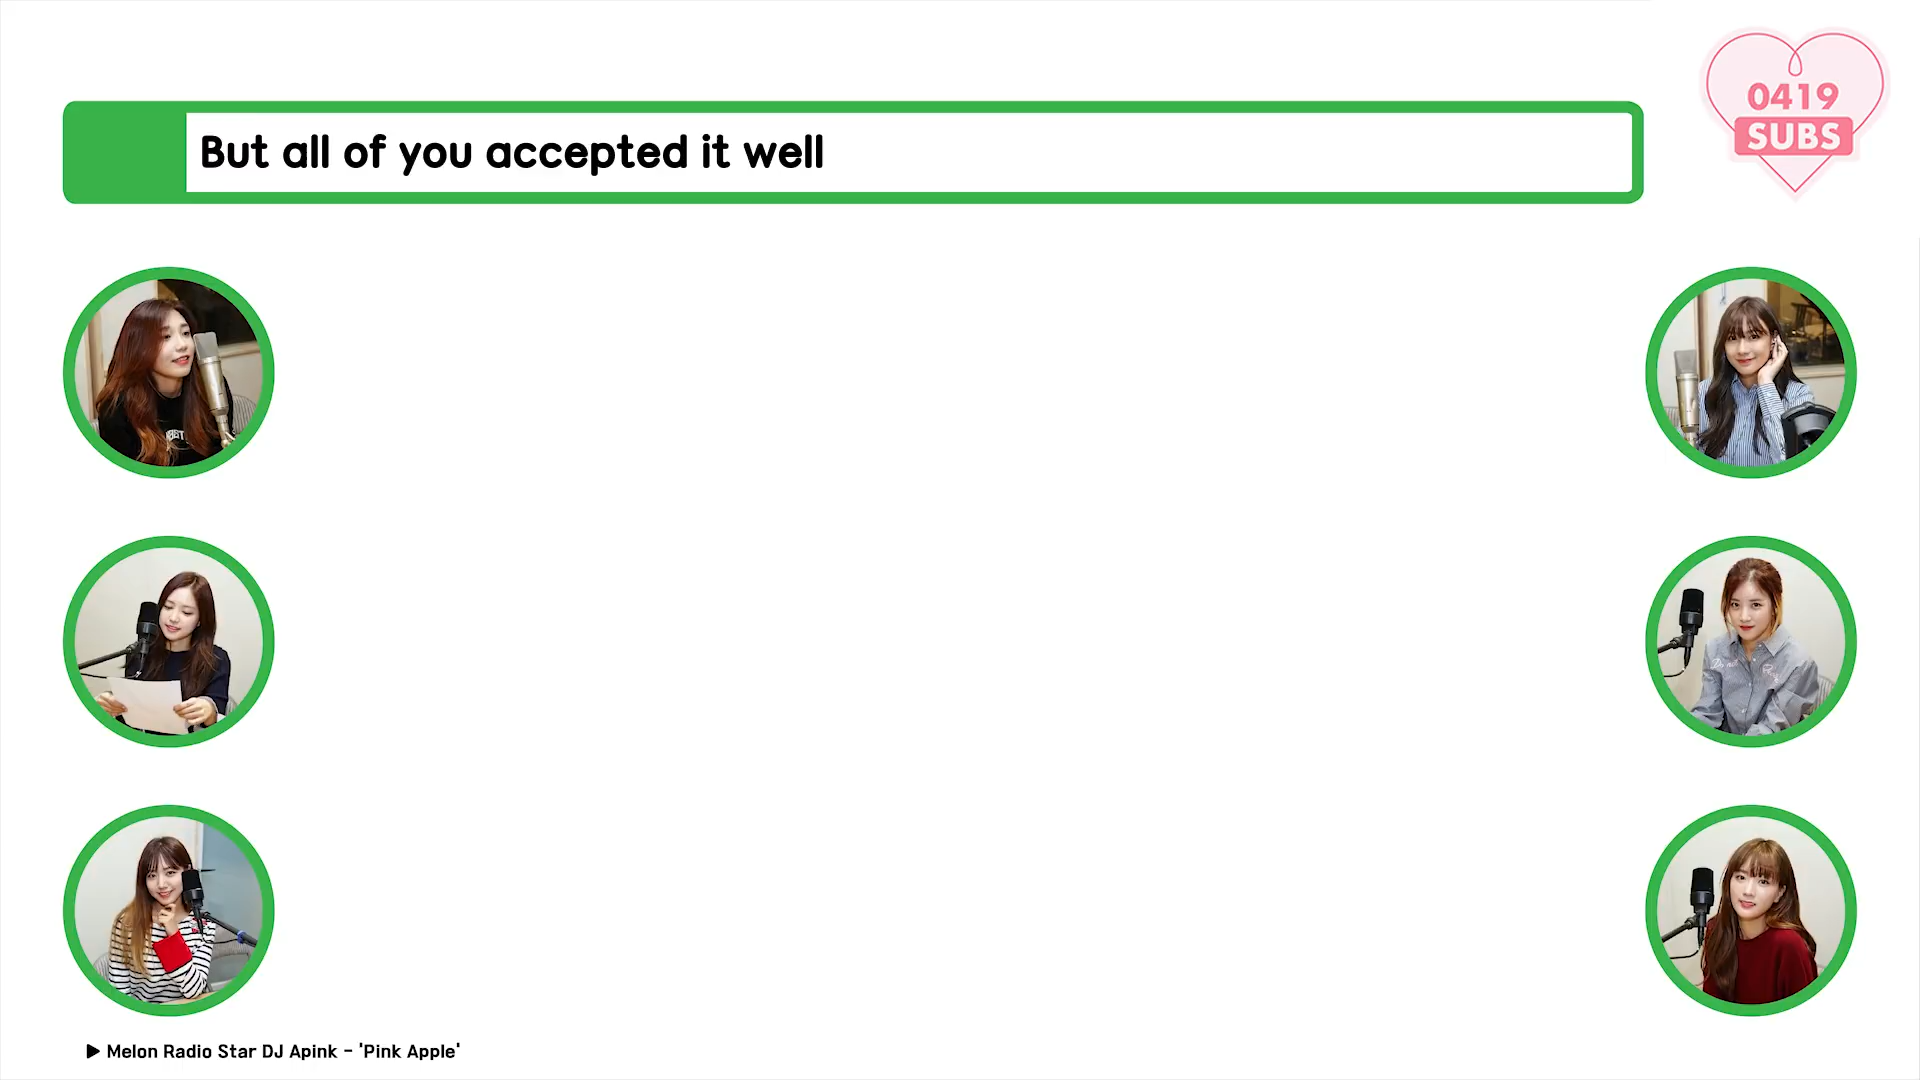 0419
SUBS
But all of you accepted it well
▶ Melon Radio Star DJ Apink - 'Pink Apple'